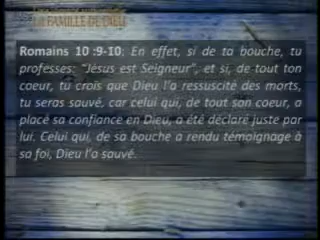 LA FAMILLE DE DIEU
Romains 10 :9-10; En effet, si de ta bouche, tu
professes: "Jésus est Seigneur", et si, de tout ton
coeur, tu crois que Dieu l'a ressuscité des morts,
tu seras sauvé, car celui qui, de tout son coeur, a
placé sa confiance en Dieu, a été déclaré juste par
lui. Celui qui, de sa bouche a rendu témoignage à
sa foi, Dieu l'a sauvé.